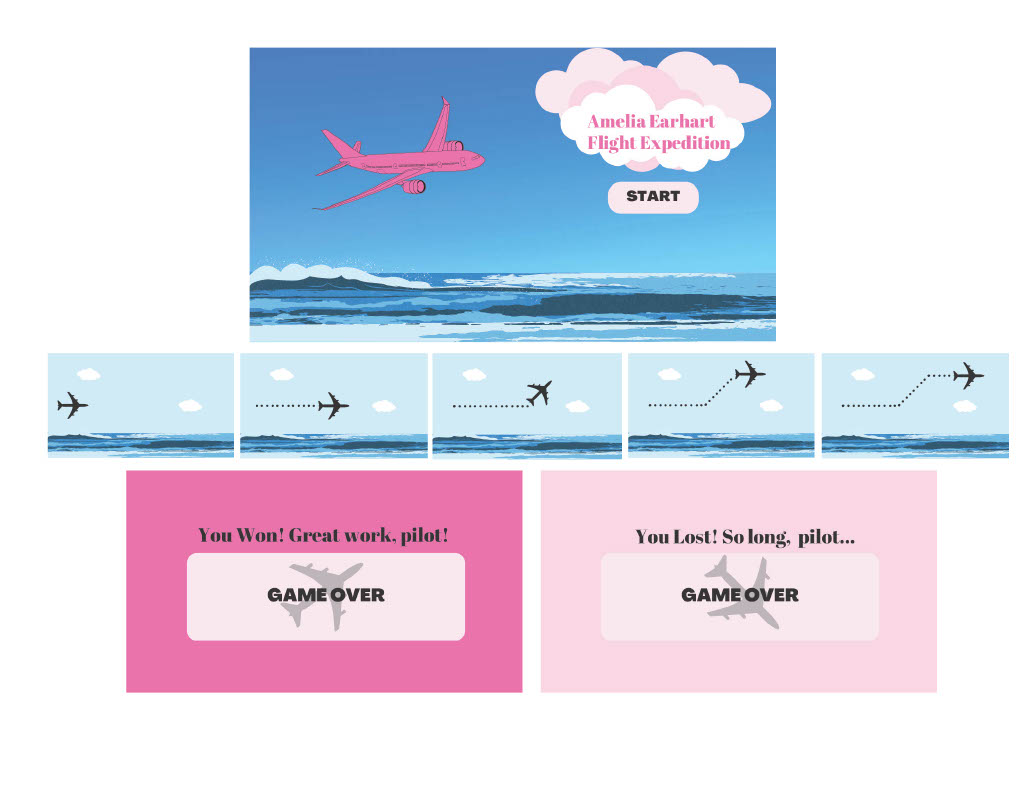 Amelia Earhart
Flight Expedition
START
You Won! Great work, pilot!
GAME OVER
You Lost! So long, pilot...
GAME OVER